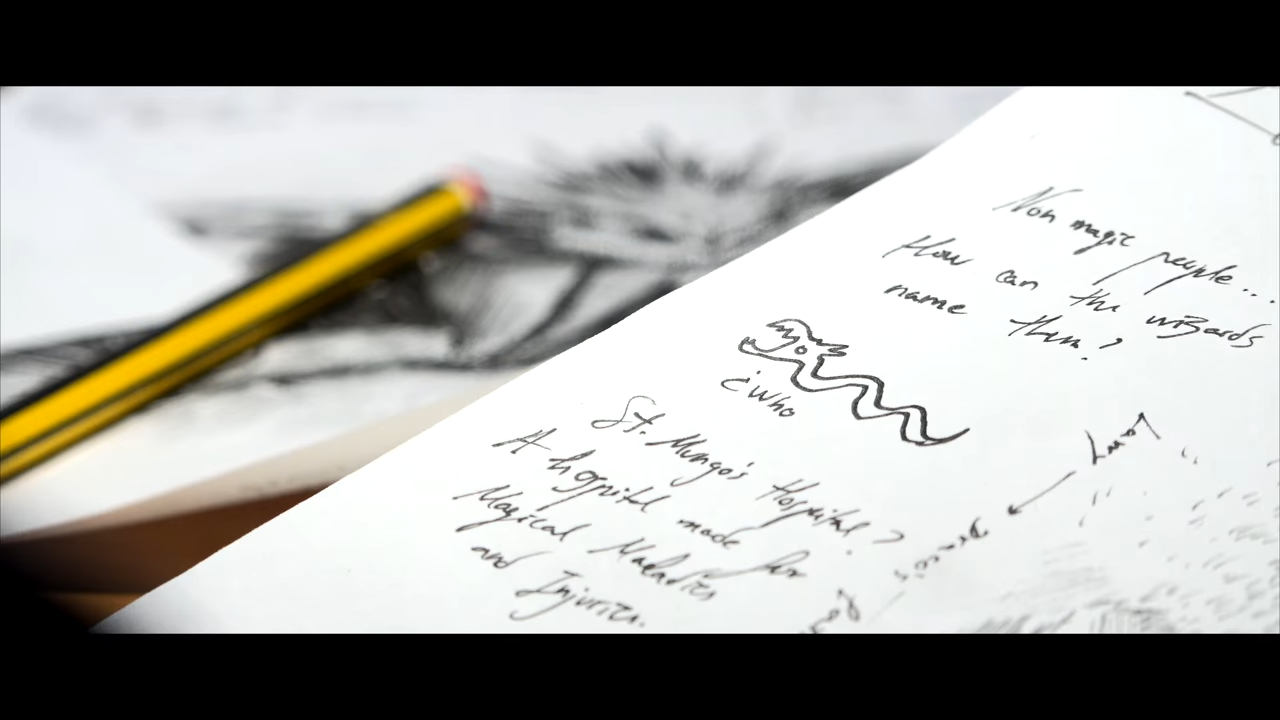 Non magic people...
How can the wizards
name them?
¿Who
St. Mungo's Hospital?
A hospital made for
Magical Maladies
and Injuries.